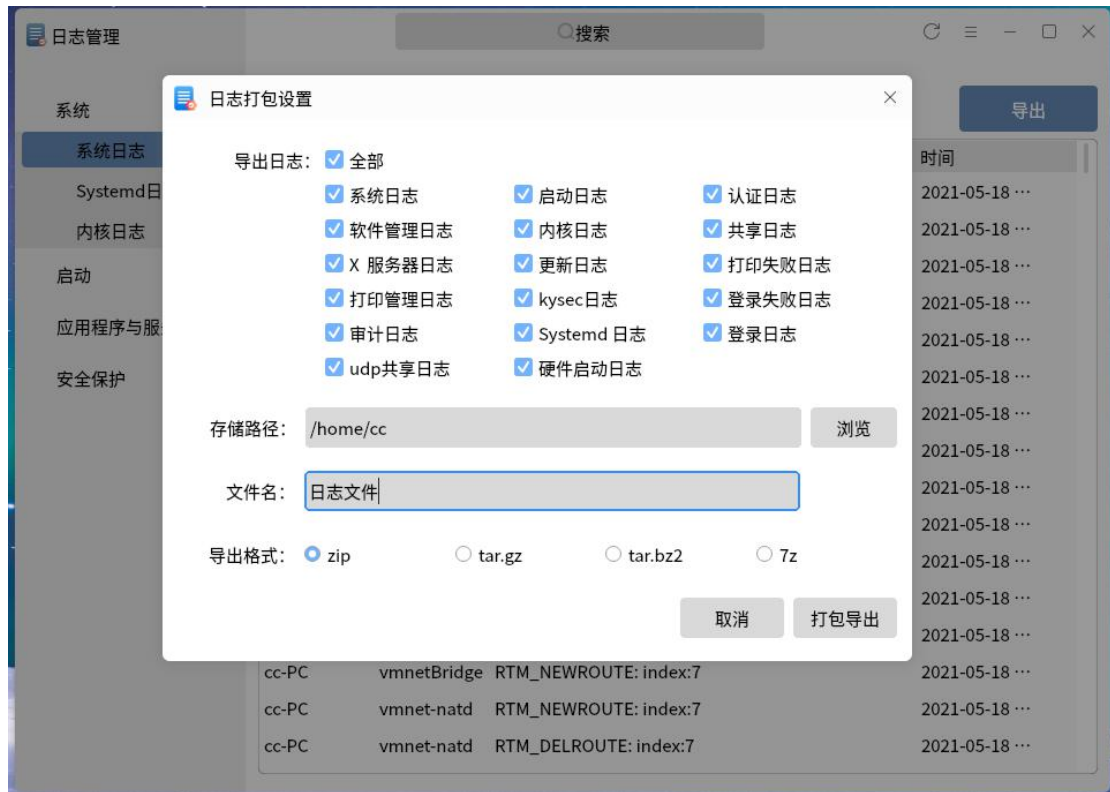 日志管理
搜索
系统
系统日志
Systemd日
内核日志
启动
应用程序与服
安全保护
导出
时间
2021-05-18 …
2021-05-18 …
2021-05-18 …
2021-05-18 …
2021-05-18 …
2021-05-18 …
2021-05-18 …
2021-05-18 …
2021-05-18 …
2021-05-18 …
2021-05-18 …
2021-05-18 …
2021-05-18 …
日志打包设置
导出日志: 全部
系统日志 启动日志 认证日志
软件管理日志 内核日志 共享日志
X 服务器日志 更新日志 打印失败日志
打印管理日志 kysec日志 登录失败日志
审计日志 Systemd 日志 登录日志
udp共享日志 硬件启动日志
存储路径: /home/cc 浏览
文件名: 日志文件
导出格式: zip tar.gz tar.bz2 7z
取消 打包导出
cc-PC vmnetBridge RTM_NEWROUTE: index:7 2021-05-18 …
cc-PC vmnet-natd RTM_NEWROUTE: index:7 2021-05-18 …
cc-PC vmnet-natd RTM_DELROUTE: index:7 2021-05-18 …